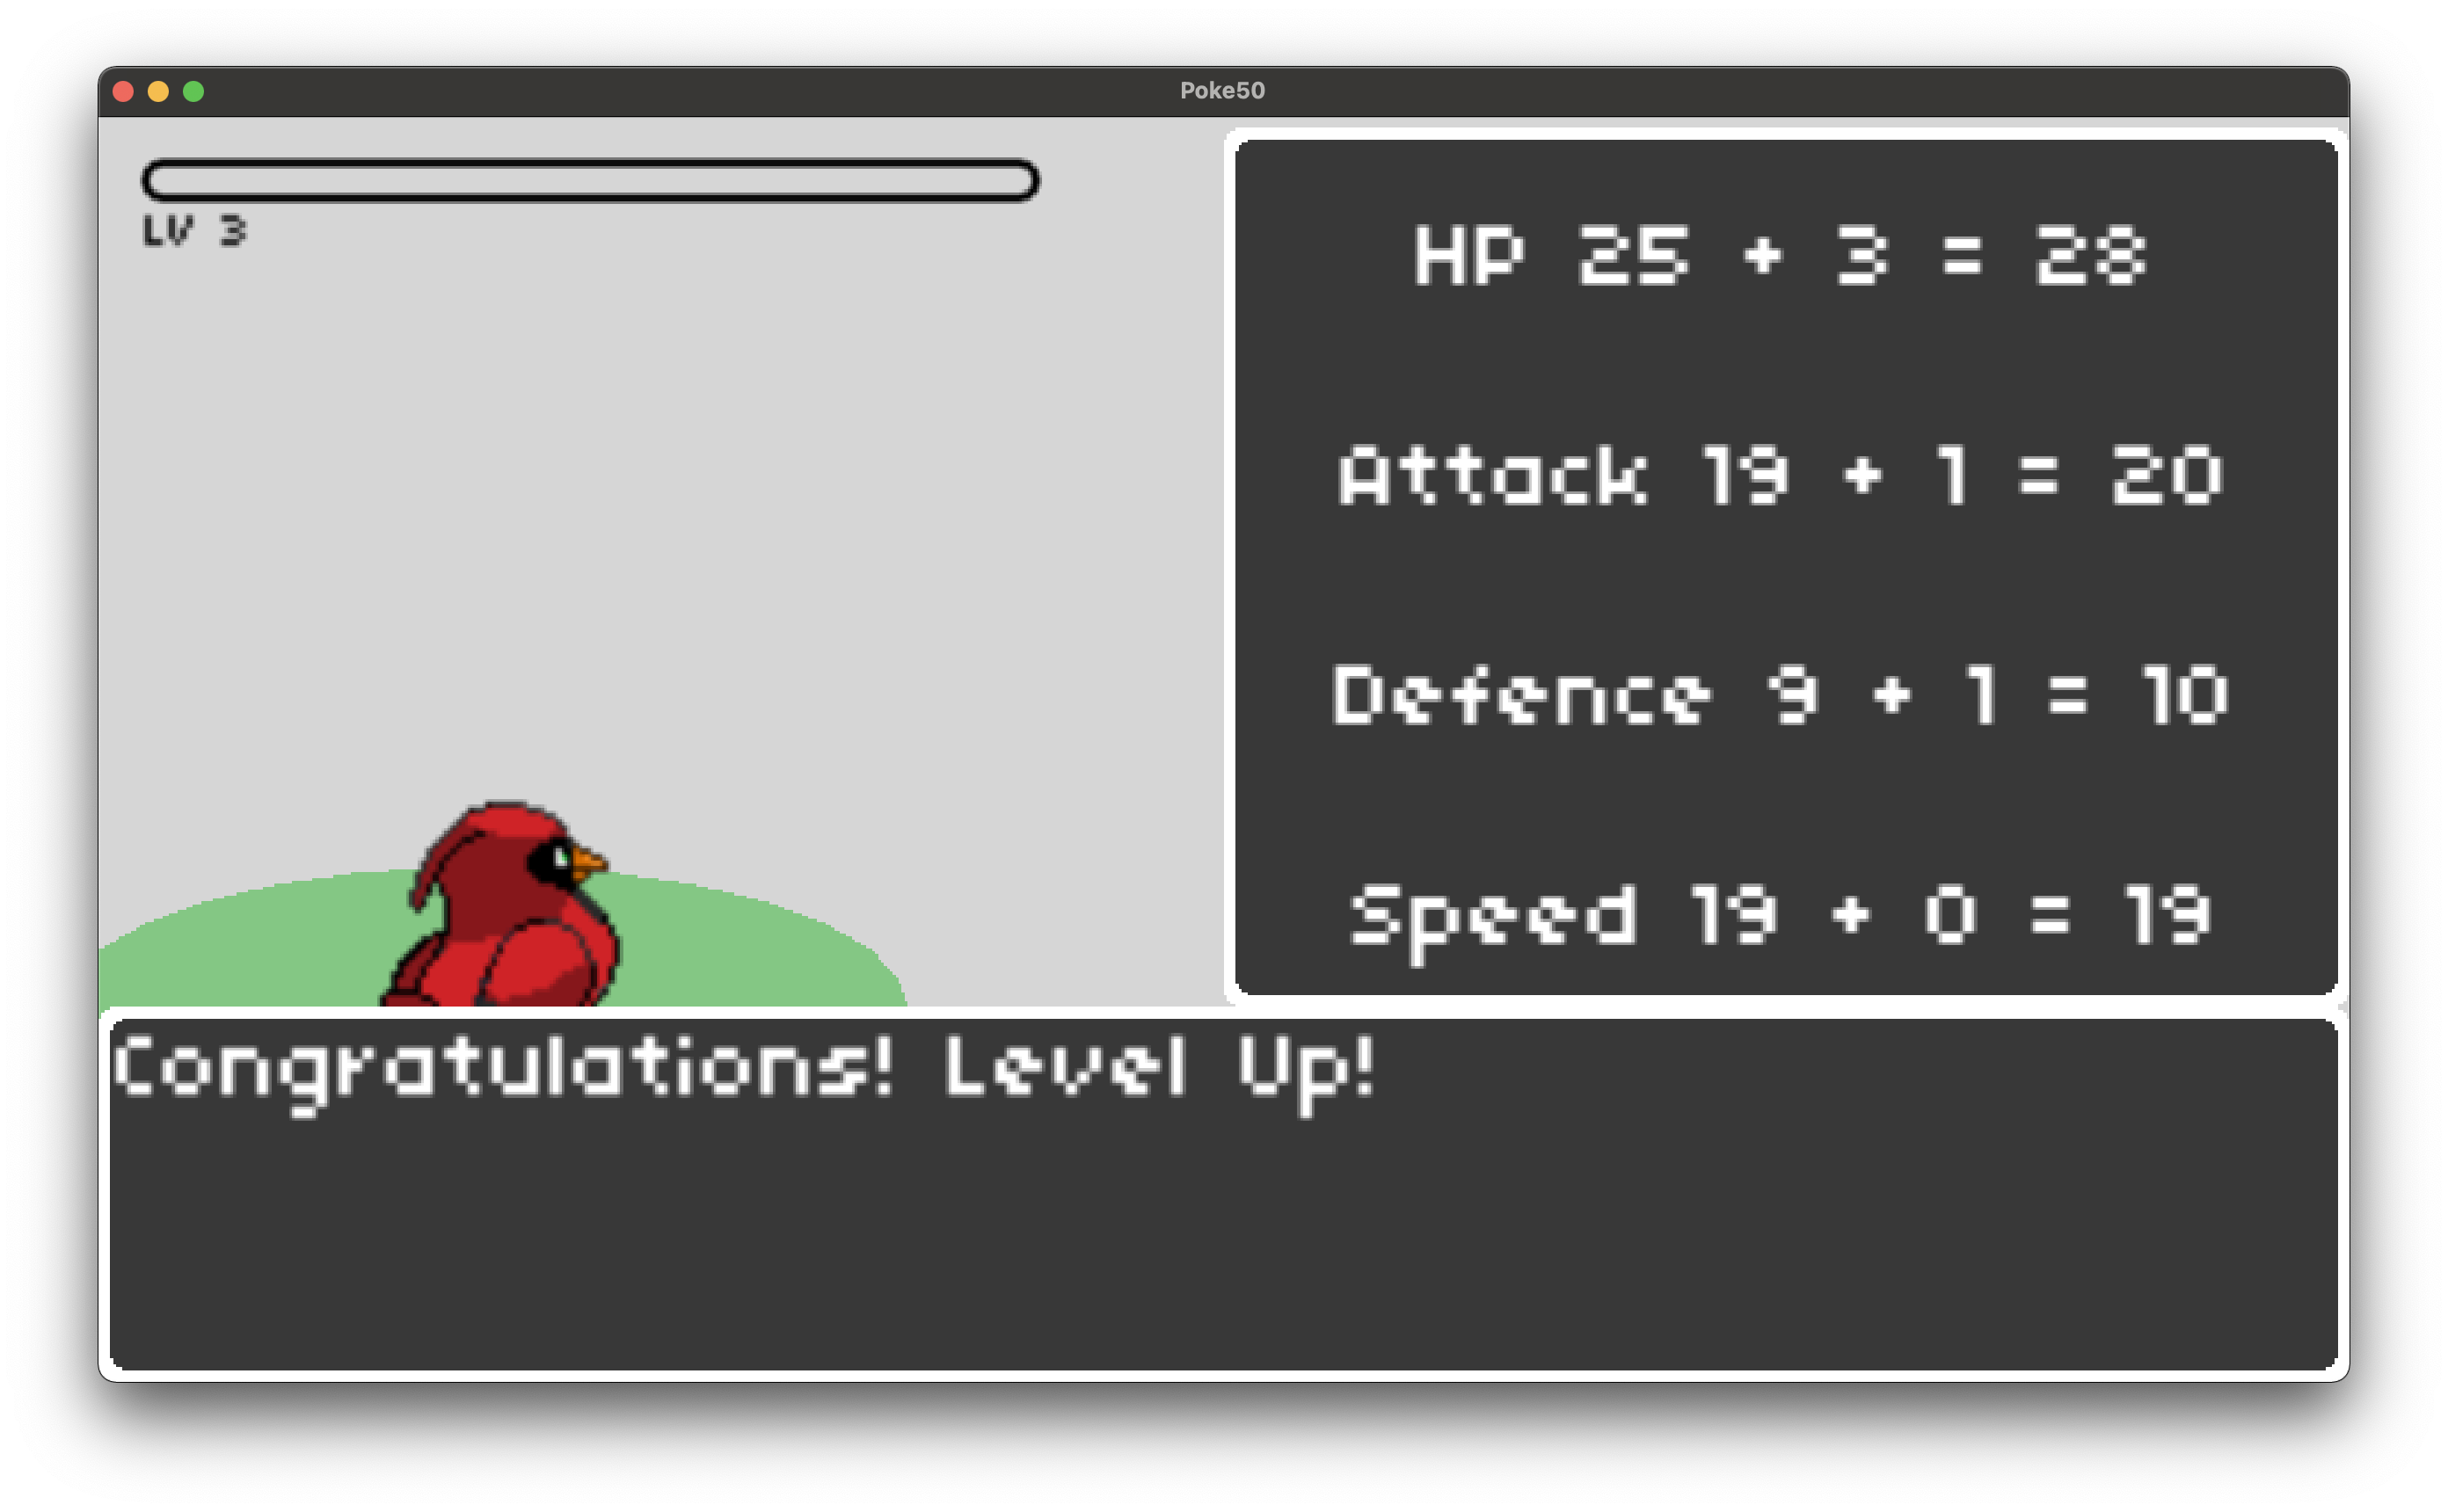 Poke50
LV 3
HP 25 + 3 = 28
Attack 19 + 1 = 20
Defence 9 + 1 = 10
Speed 19 + 0 = 19
Congratulations! Level Up!